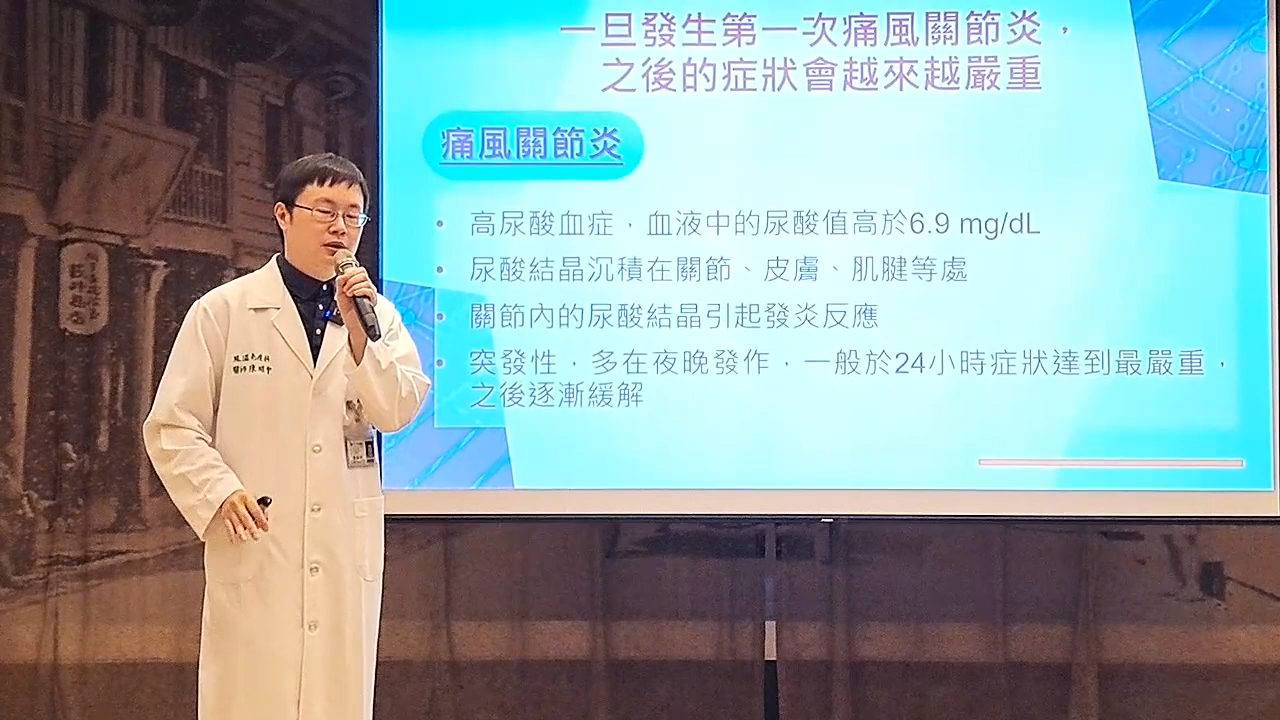 一旦發生第一次痛風關節炎，
之後的症狀會越來越嚴重
痛風關節炎
• 高尿酸血症，血液中的尿酸值高於6.9 mg/dL
• 尿酸結晶沉積在關節、皮膚、肌腱等處
• 關節內的尿酸結晶引起發炎反應
• 突發性，多在夜晚發作，一般於24小時症狀達到最嚴重，
之後逐漸緩解
風濕免疫科